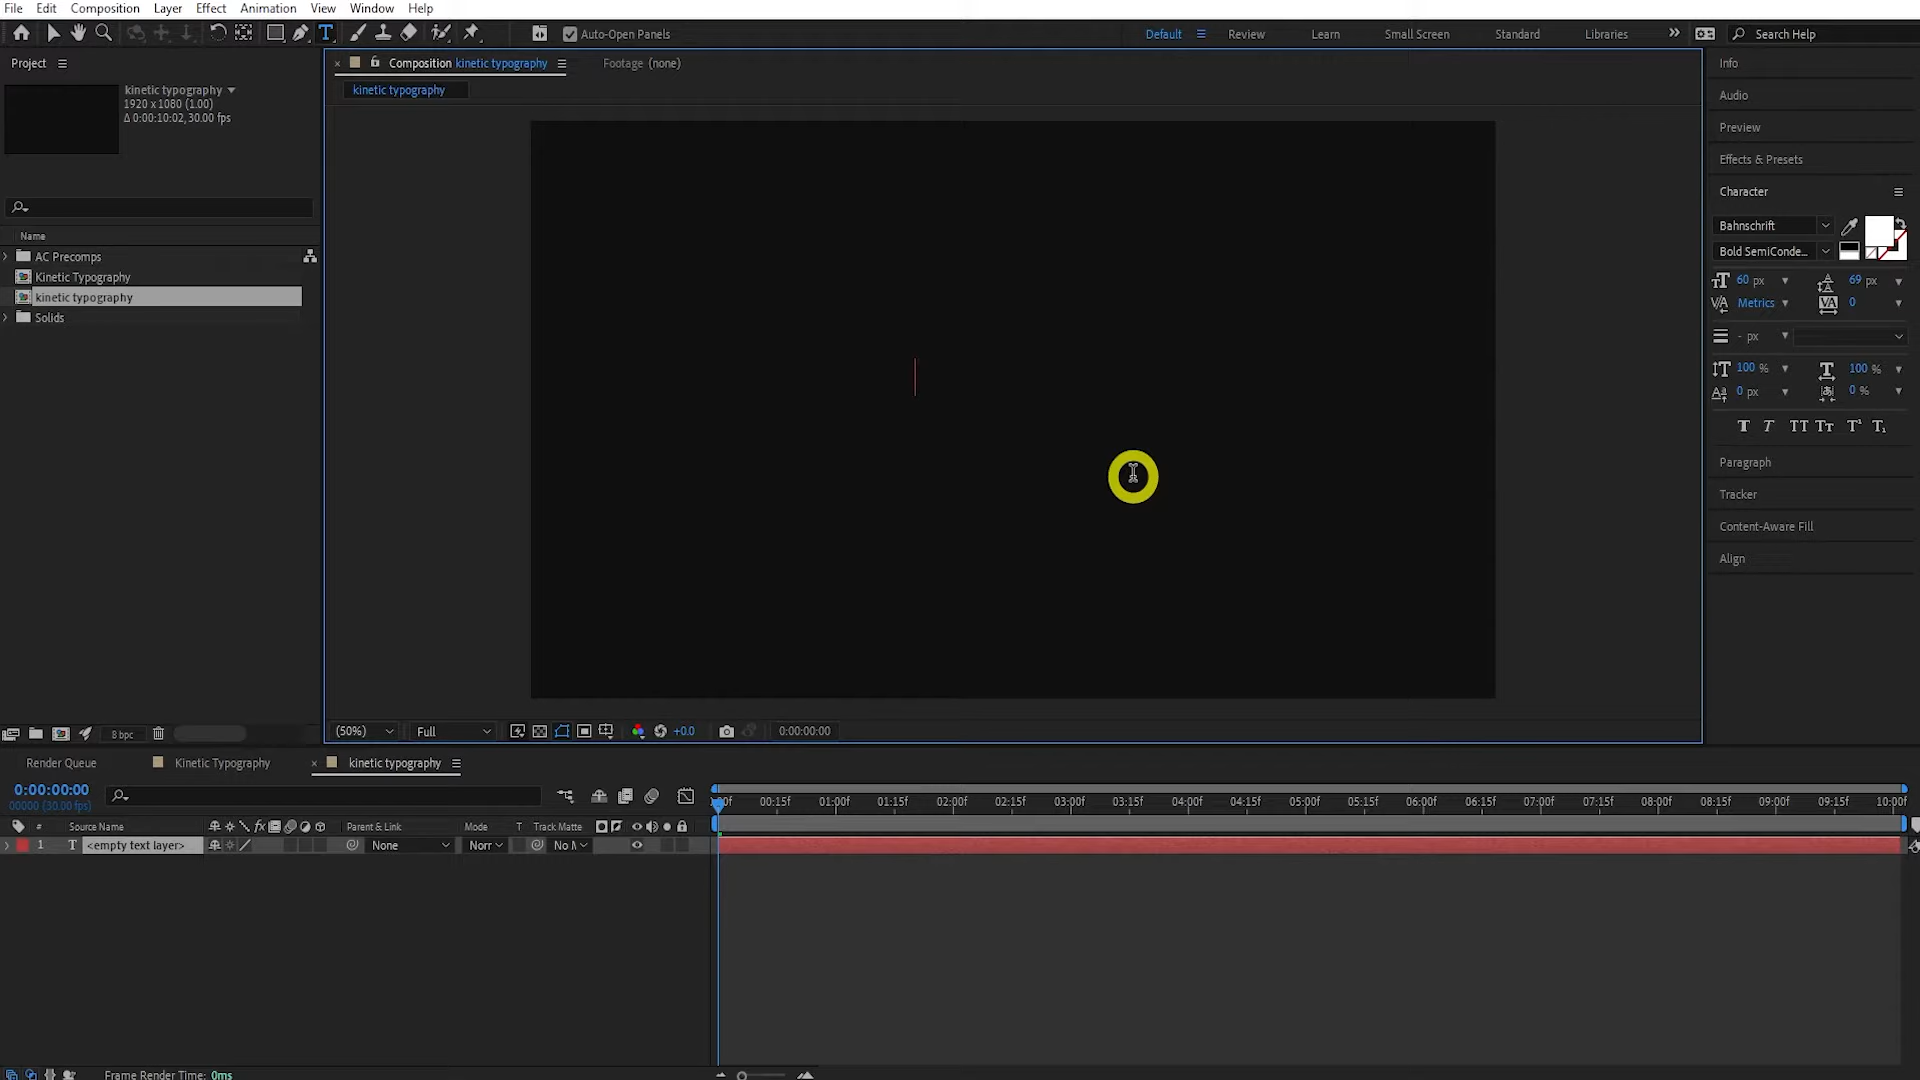 File Edit Composition Layer Effect Animation View Window Help
Auto-Open Panels Default Review Learn Small Screen Standard Libraries Search Help
Project
kinetic typography
1920 x 1080 (1.00)
Δ 0:00:10:02, 30.00 fps
Name
AC Precomps
Kinetic Typography
kinetic typography
Solids
8 bpc
Composition kinetic typography Footage (none)
kinetic typography
(50%) Full +0.0 0:00:00:00
Info
Audio
Preview
Effects & Presets
Character
Bahnschrift
Bold SemiConde...
60 px 69 px
Metrics 0
- px
100 % 100 %
0 px 0 %
Paragraph
Tracker
Content-Aware Fill
Align
Render Queue Kinetic Typography kinetic typography
0:00:00:00
00000 (30.00 fps)
00:15f 01:00f 01:15f 02:00f 02:15f 03:00f 03:15f 04:00f 04:15f 05:00f 05:15f 06:00f 06:15f 07:00f 07:15f 08:00f 08:15f 09:00f 09:15f 10:00f
# Source Name Parent & Link Mode T Track Matte
1 T <empty text layer> None Norr No M
Frame Render Time: 0ms